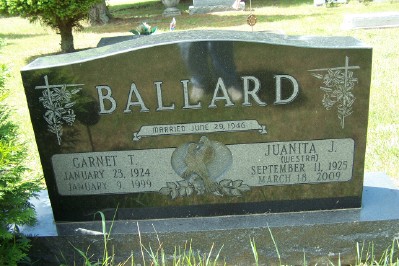 BALLARD
MARRIED JUNE 29, 1946
GARNET T.
JANUARY 23, 1924
JANUARY 9, 1999
JUANITA J.
(WESTRA)
SEPTEMBER 11, 1925
MARCH 18, 2009